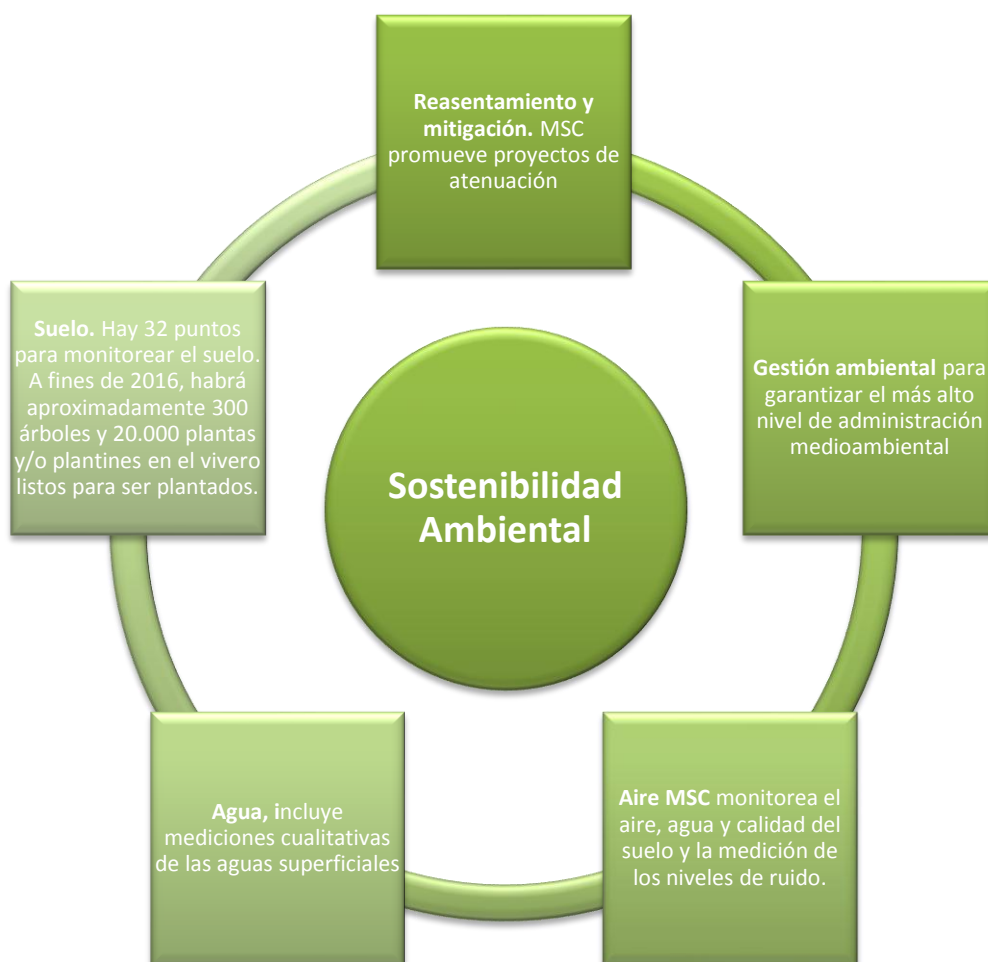 Reasentamiento y
mitigación. MSC
promueve proyectos de
atenuación
Gestión ambiental para
garantizar el más alto
nivel de administración
medioambiental
Aire MSC monitorea el
aire, agua y calidad del
suelo y la medición de
los niveles de ruido.
Agua, incluye
mediciones cualitativas
de las aguas superficiales
Suelo. Hay 32 puntos
para monitorear el suelo.
A fines de 2016, habrá
aproximadamente 300
árboles y 20.000 plantas
y/o plantines en el vivero
listos para ser plantados.
Sostenibilidad
Ambiental